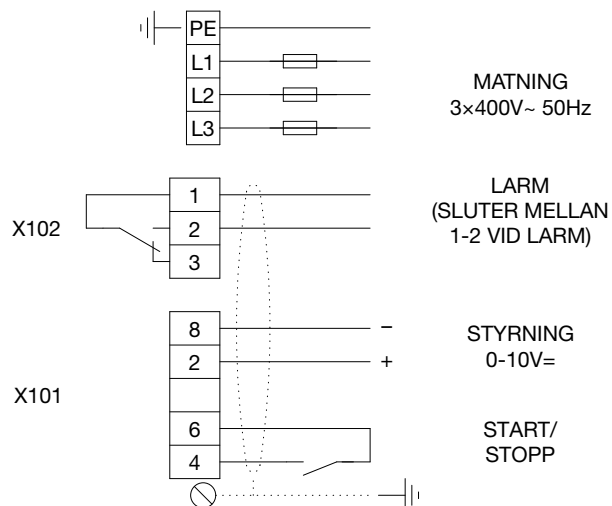 PE
L1
L2
L3
MATNING
3×400V~ 50Hz
X102
1
2
3
LARM
(SLUTER MELLAN
1-2 VID LARM)
X101
8
2
6
4
−
+
STYRNING
0-10V=
START/
STOPP